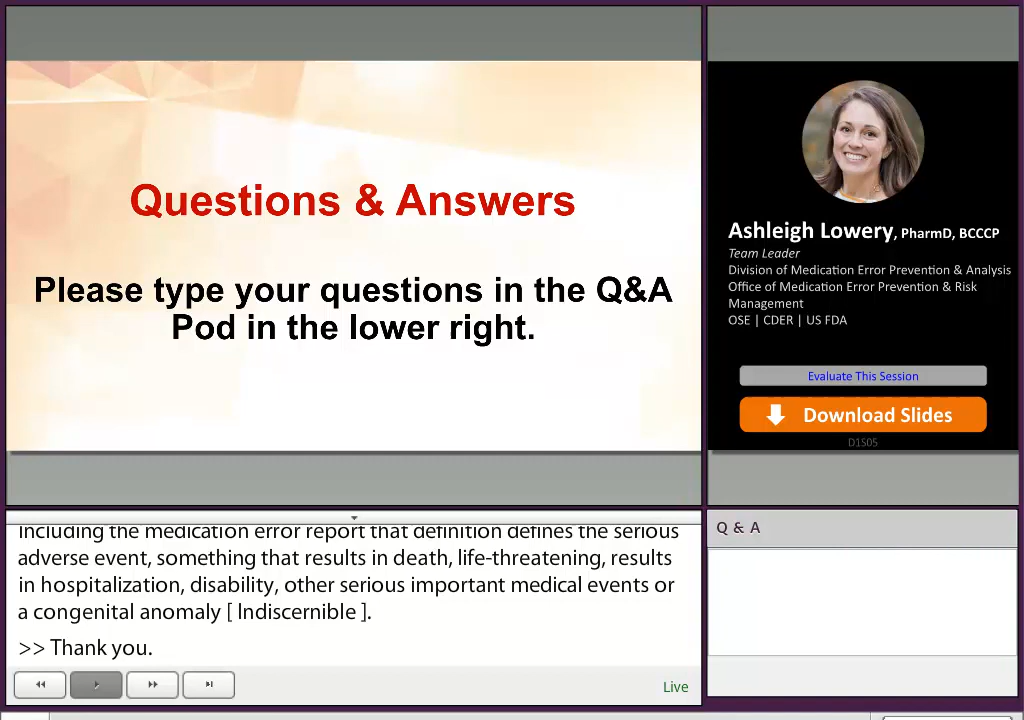 Questions & Answers
Please type your questions in the Q&A
Pod in the lower right.
Ashleigh Lowery, PharmD, BCCCP
Team Leader
Division of Medication Error Prevention & Analysis
Office of Medication Error Prevention & Risk
Management
OSE | CDER | US FDA
Evaluate This Session
Download Slides
D1S05
Including the medication error report that definition defines the serious
adverse event, something that results in death, life-threatening, results
in hospitalization, disability, other serious important medical events or
a congenital anomaly [ Indiscernible ].
>> Thank you.
Live
Q & A